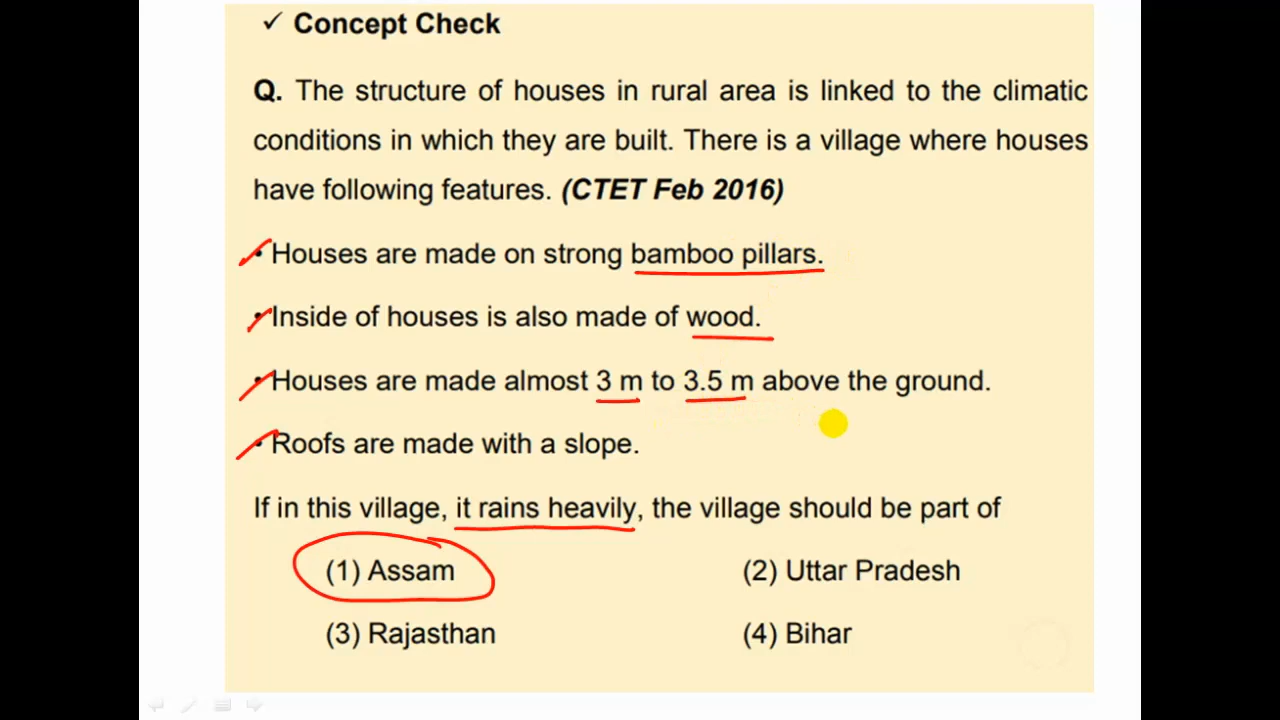 ✓ Concept Check
Q. The structure of houses in rural area is linked to the climatic
conditions in which they are built. There is a village where houses
have following features. (CTET Feb 2016)
• Houses are made on strong bamboo pillars.
• Inside of houses is also made of wood.
• Houses are made almost 3 m to 3.5 m above the ground.
• Roofs are made with a slope.
If in this village, it rains heavily, the village should be part of
(1) Assam (2) Uttar Pradesh
(3) Rajasthan (4) Bihar